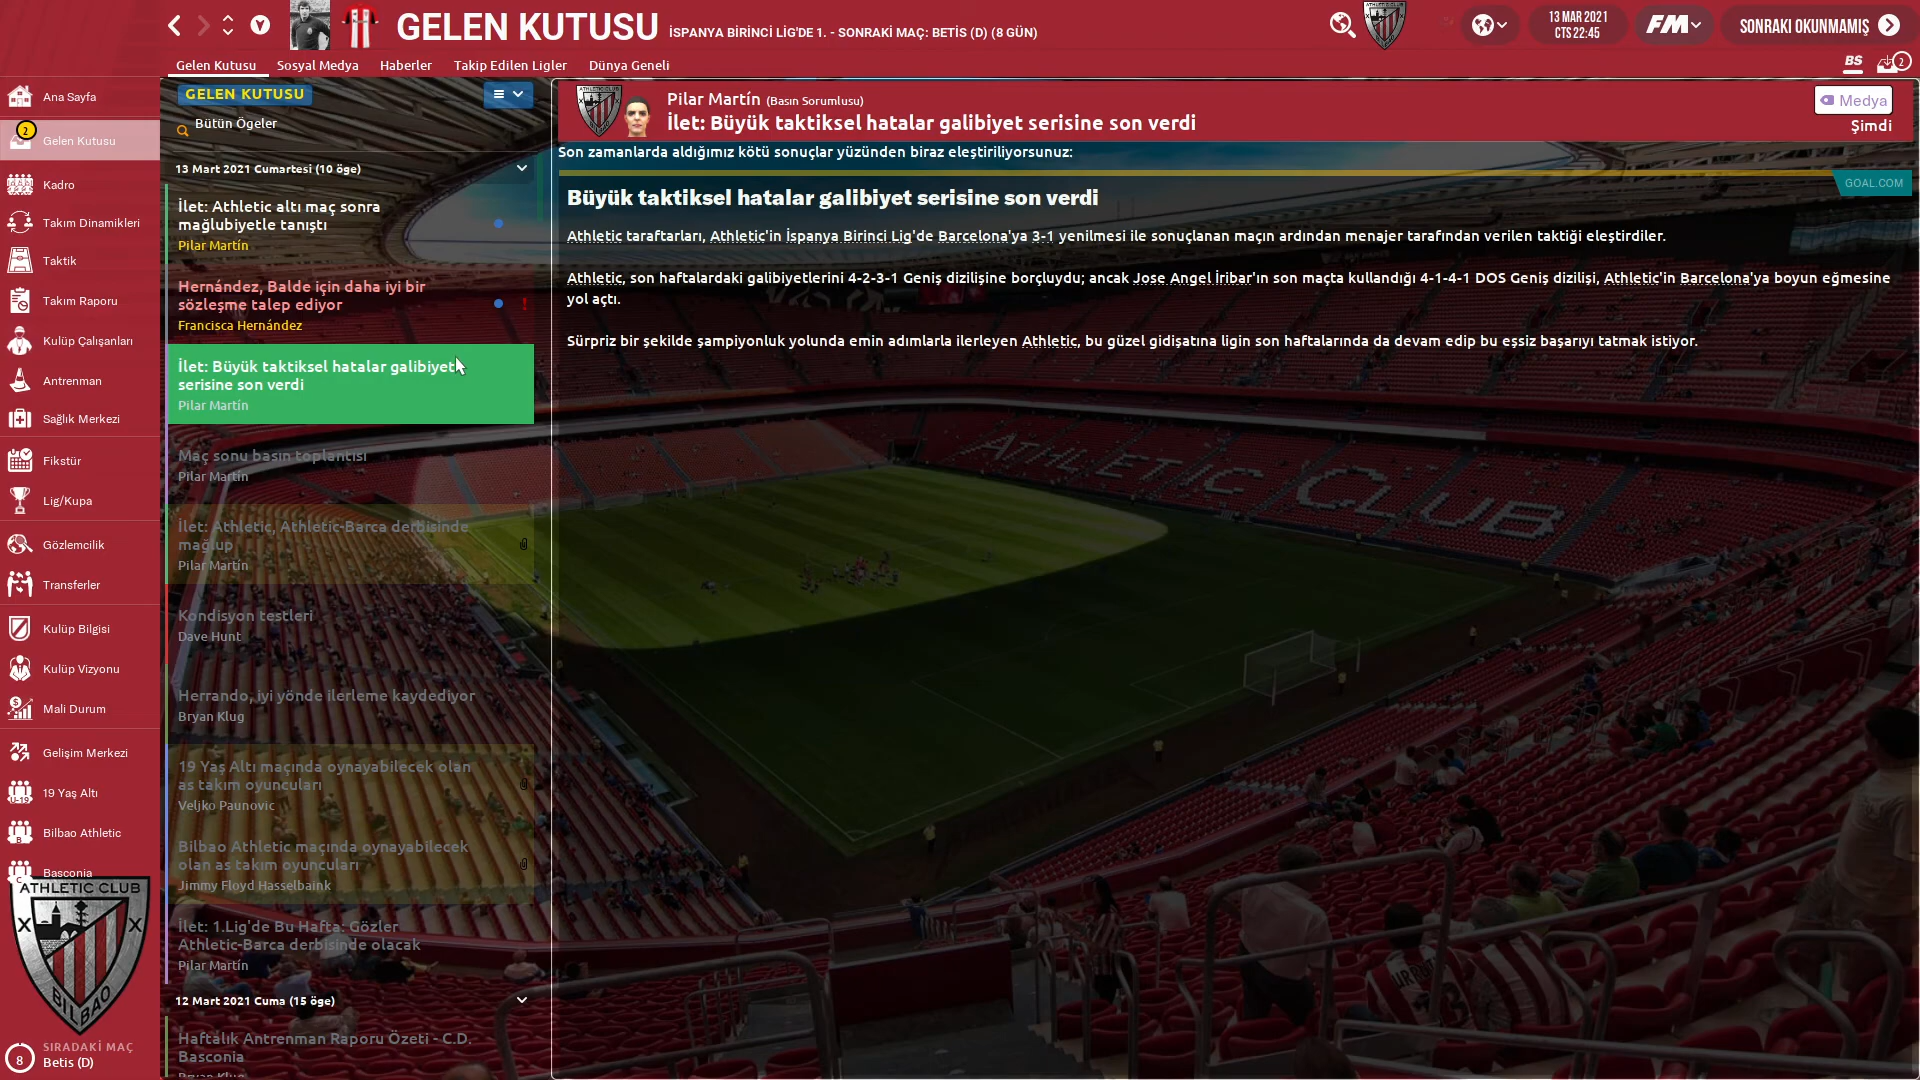 GELEN KUTUSU
İSPANYA BİRİNCİ LİG'DE 1. - SONRAKİ MAÇ: BETİS (D) (8 GÜN)
13 MAR 2021
CTS 22:45
FM
SONRAKİ OKUNMAMIŞ
Gelen Kutusu
Sosyal Medya
Haberler
Takip Edilen Ligler
Dünya Geneli
BS
2
Ana Sayfa
2
Gelen Kutusu
Kadro
Takım Dinamikleri
Taktik
Takım Raporu
Kulüp Çalışanları
Antrenman
Sağlık Merkezi
Fikstür
Lig/Kupa
Gözlemcilik
Transferler
Kulüp Bilgisi
Kulüp Vizyonu
Mali Durum
Gelişim Merkezi
19 Yaş Altı
Bilbao Athletic
Basconia
ATHLETIC CLUB
BILBAO
8
SIRADAKİ MAÇ
Betis (D)
GELEN KUTUSU
Bütün Ögeler
13 Mart 2021 Cumartesi (10 öge)
İlet: Athletic altı maç sonra
mağlubiyetle tanıştı
Pilar Martín
Hernández, Balde için daha iyi bir
sözleşme talep ediyor
Francisca Hernández
İlet: Büyük taktiksel hatalar galibiyet
serisine son verdi
Pilar Martín
Maç sonu basın toplantısı
Pilar Martín
İlet: Athletic, Athletic-Barca derbisinde
mağlup
Pilar Martín
Kondisyon testleri
Dave Hunt
Herrando, iyi yönde ilerleme kaydediyor
Bryan Klug
19 Yaş Altı maçında oynayabilecek olan
as takım oyuncuları
Veljko Paunovic
Bilbao Athletic maçında oynayabilecek
olan as takım oyuncuları
Jimmy Floyd Hasselbaink
İlet: 1.Lig'de Bu Hafta: Gözler
Athletic-Barca derbisinde olacak
Pilar Martín
12 Mart 2021 Cuma (15 öge)
Haftalık Antrenman Raporu Özeti - C.D.
Basconia
Bryan Klug
Pilar Martín (Basın Sorumlusu)
İlet: Büyük taktiksel hatalar galibiyet serisine son verdi
Medya
Şimdi
Son zamanlarda aldığımız kötü sonuçlar yüzünden biraz eleştiriliyorsunuz:
GOAL.COM
Büyük taktiksel hatalar galibiyet serisine son verdi
Athletic taraftarları, Athletic'in İspanya Birinci Lig'de Barcelona'ya 3-1 yenilmesi ile sonuçlanan maçın ardından menajer tarafından verilen taktiği eleştirdiler.
Athletic, son haftalardaki galibiyetlerini 4-2-3-1 Geniş dizilişine borçluydu; ancak Jose Angel İribar'ın son maçta kullandığı 4-1-4-1 DOS Geniş dizilişi, Athletic'in Barcelona'ya boyun eğmesine
yol açtı.
Sürpriz bir şekilde şampiyonluk yolunda emin adımlarla ilerleyen Athletic, bu güzel gidişatına ligin son haftalarında da devam edip bu eşsiz başarıyı tatmak istiyor.
ATHLETIC CLUB